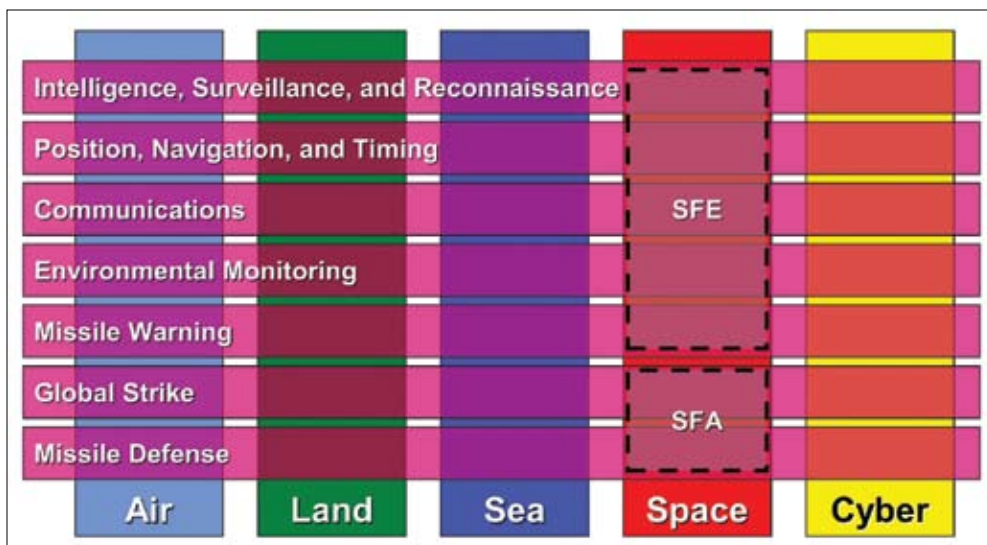 Intelligence, Surveillance, and Reconnaissance
Position, Navigation, and Timing
Communications
SFE
Environmental Monitoring
Missile Warning
Global Strike
SFA
Missile Defense
Air
Land
Sea
Space
Cyber